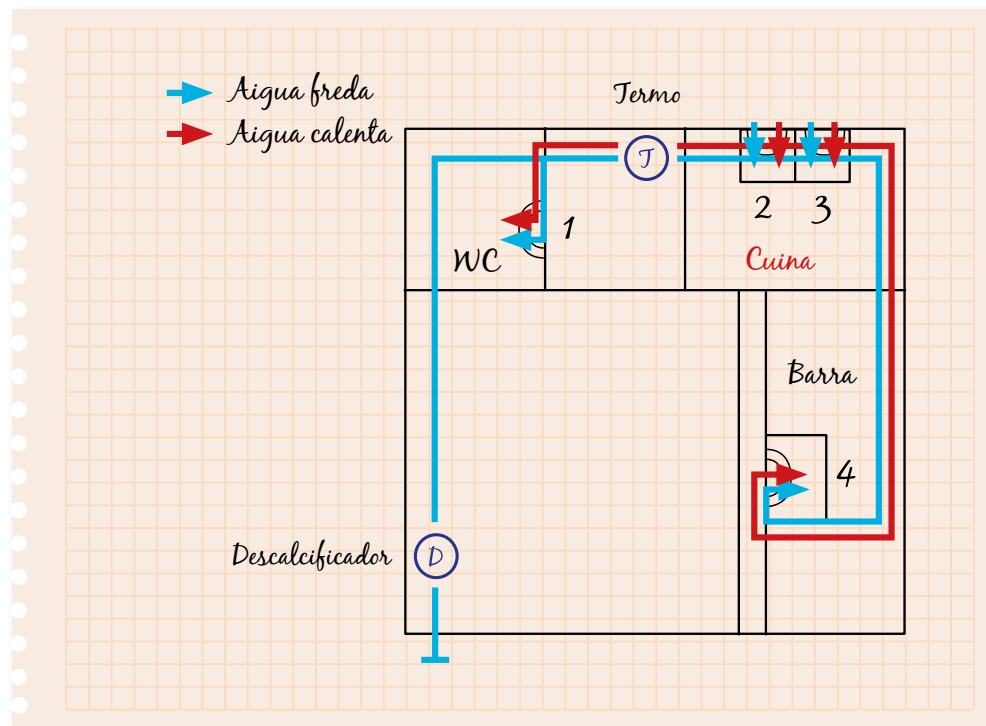 Aigua freda
Aigua calenta
Termo
T
1
2
3
WC
Cuina
Barra
4
Descalcificador
D